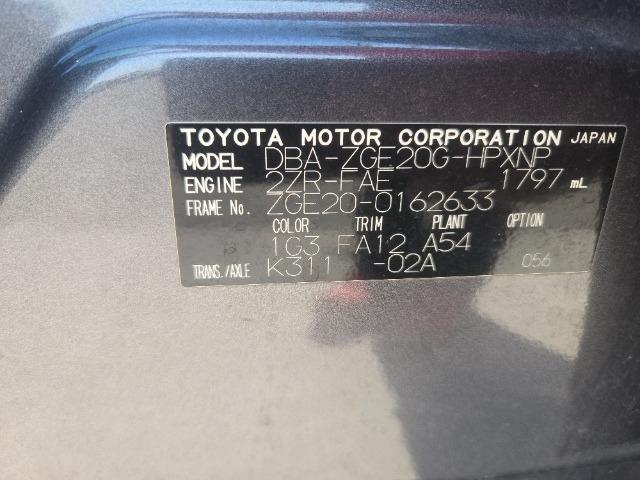 TOYOTA MOTOR CORPORATION JAPAN
MODEL DBA-ZGE20G-HPXNP
ENGINE 2ZR-FAE 1797 mL
FRAME No. ZGE20-0162633
COLOR TRIM PLANT OPTION
1G3 FA12 A54
TRANS./AXLE K311 -02A 056